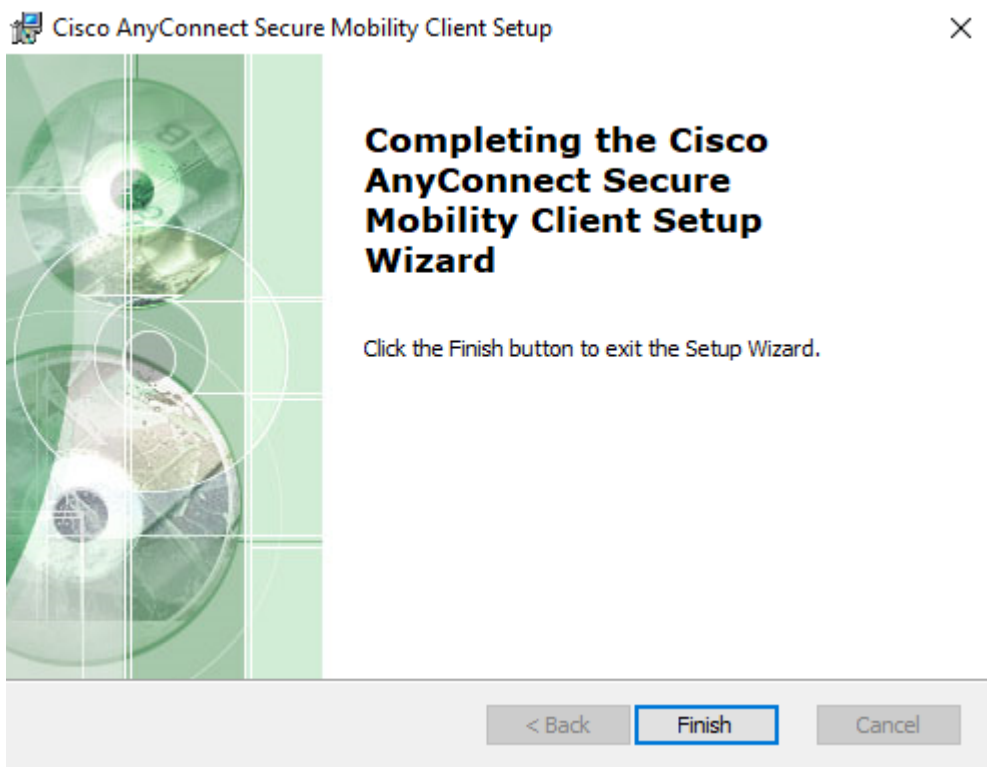 Cisco AnyConnect Secure Mobility Client Setup
Completing the Cisco
AnyConnect Secure
Mobility Client Setup
Wizard
Click the Finish button to exit the Setup Wizard.
< Back
Finish
Cancel